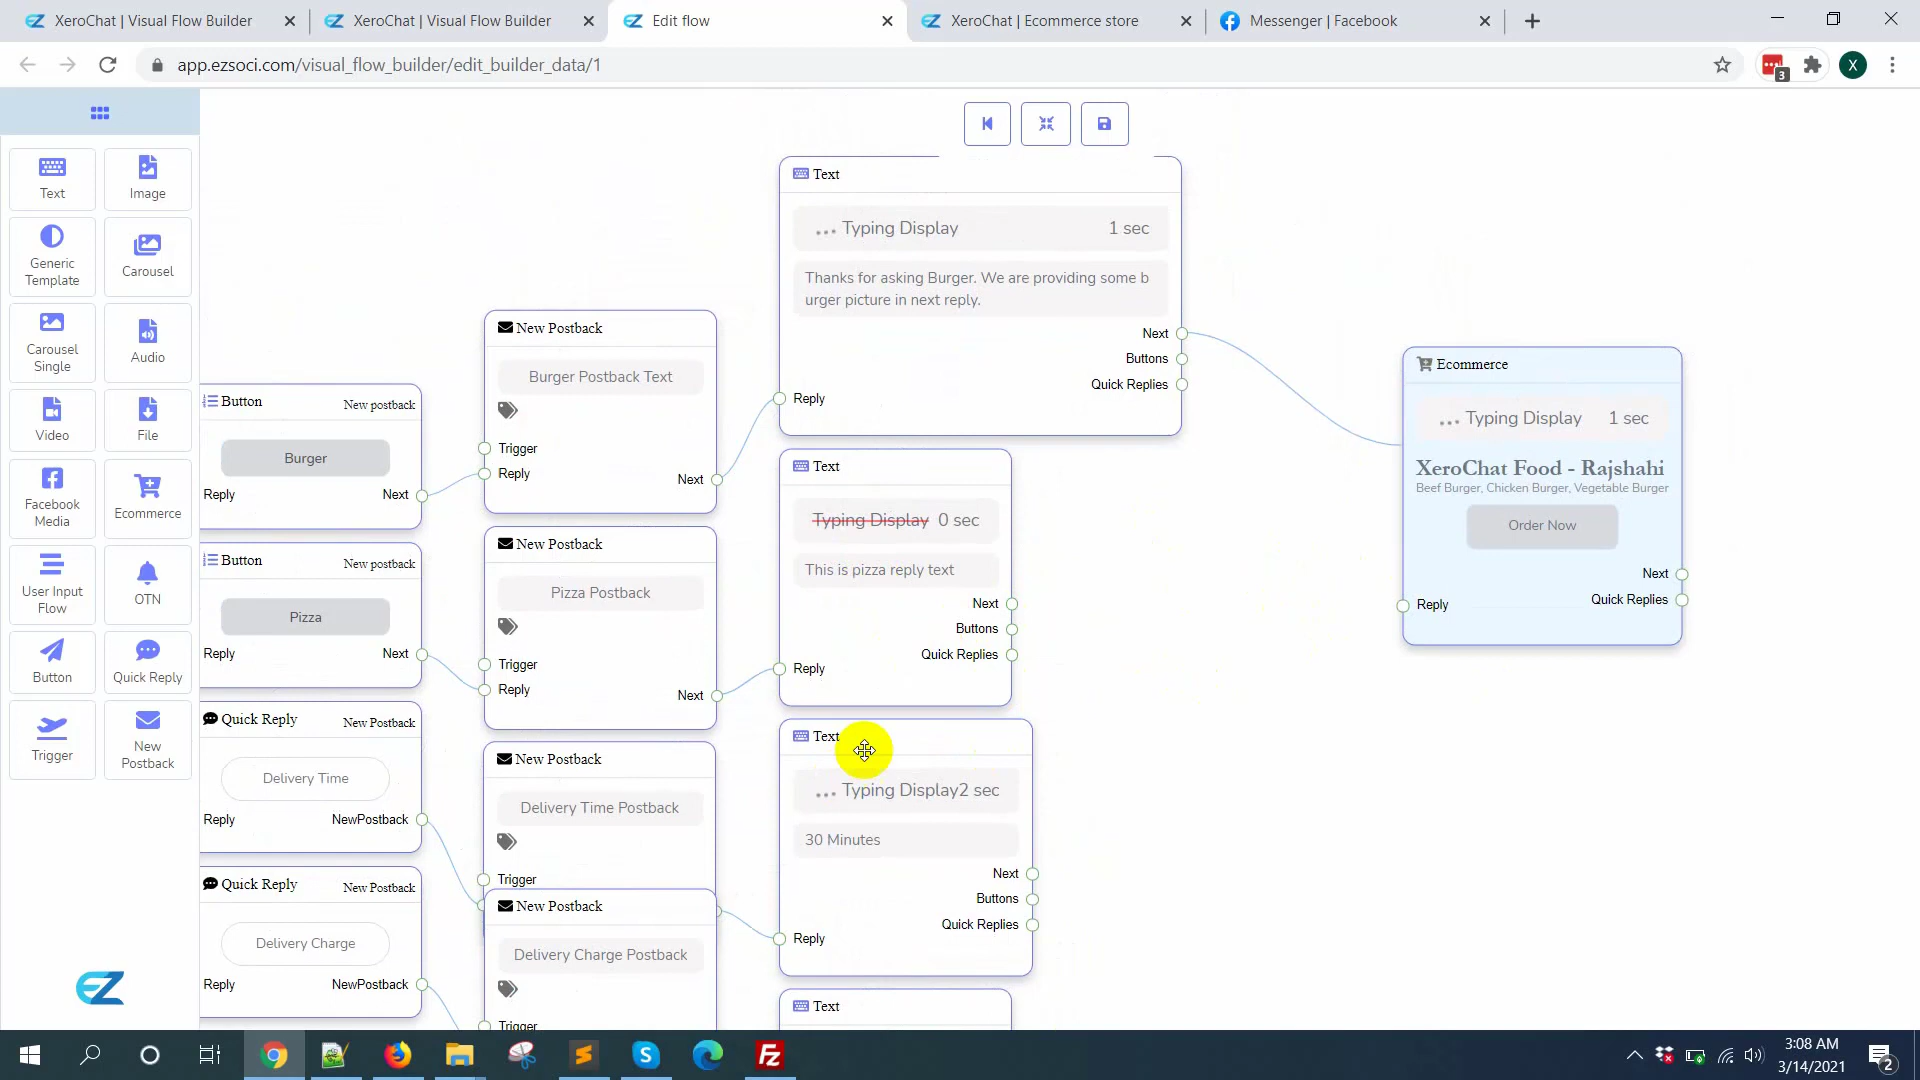 XeroChat | Visual Flow Builder
XeroChat | Visual Flow Builder
Edit flow
XeroChat | Ecommerce store
Messenger | Facebook
app.ezsoci.com/visual_flow_builder/edit_builder_data/1
3
X
Text
Image
Generic
Template
Carousel
Carousel
Single
Audio
Video
File
Facebook
Media
Ecommerce
User Input
Flow
OTN
Button
Quick Reply
Trigger
New
Postback
EZ
Button
New postback
Burger
Reply
Next
Button
New postback
Pizza
Reply
Next
Quick Reply
New Postback
Delivery Time
Reply
NewPostback
Quick Reply
New Postback
Delivery Charge
Reply
NewPostback
New Postback
Burger Postback Text
Trigger
Reply
Next
New Postback
Pizza Postback
Trigger
Reply
Next
New Postback
Delivery Time Postback
Trigger
New Postback
Delivery Charge Postback
Trigger
Text
... Typing Display 1 sec
Thanks for asking Burger. We are providing some b
urger picture in next reply.
Next
Buttons
Quick Replies
Reply
Text
Typing Display 0 sec
This is pizza reply text
Next
Buttons
Quick Replies
Reply
Text
... Typing Display2 sec
30 Minutes
Next
Buttons
Quick Replies
Reply
Text
Ecommerce
... Typing Display 1 sec
XeroChat Food - Rajshahi
Beef Burger, Chicken Burger, Vegetable Burger
Order Now
Next
Quick Replies
Reply
3:08 AM
3/14/2021
2